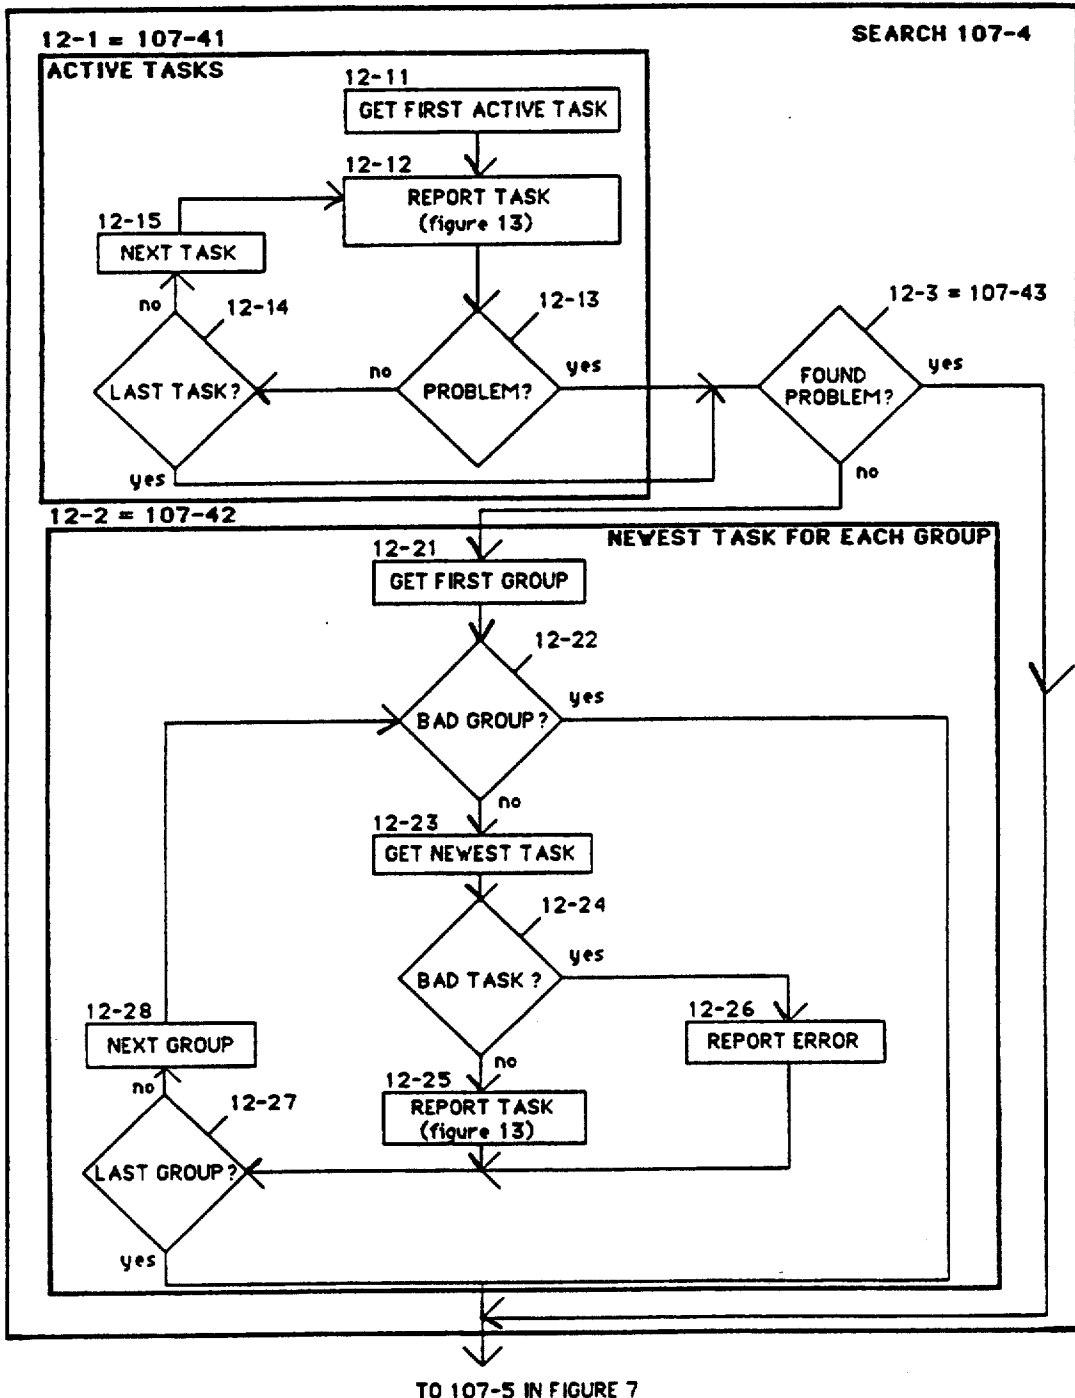 12-1 = 107-41
SEARCH 107-4
ACTIVE TASKS
12-11
GET FIRST ACTIVE TASK
12-12
REPORT TASK
(figure 13)
12-15
NEXT TASK
no
12-14
12-13
12-3 = 107-43
LAST TASK?
no
PROBLEM?
yes
FOUND
PROBLEM?
yes
yes
no
12-2 = 107-42
NEWEST TASK FOR EACH GROUP
12-21
GET FIRST GROUP
12-22
BAD GROUP?
yes
no
12-23
GET NEWEST TASK
12-24
BAD TASK?
yes
12-28
NEXT GROUP
12-26
REPORT ERROR
no
no
12-25
REPORT TASK
(figure 13)
12-27
LAST GROUP?
yes
TO 107-5 IN FIGURE 7